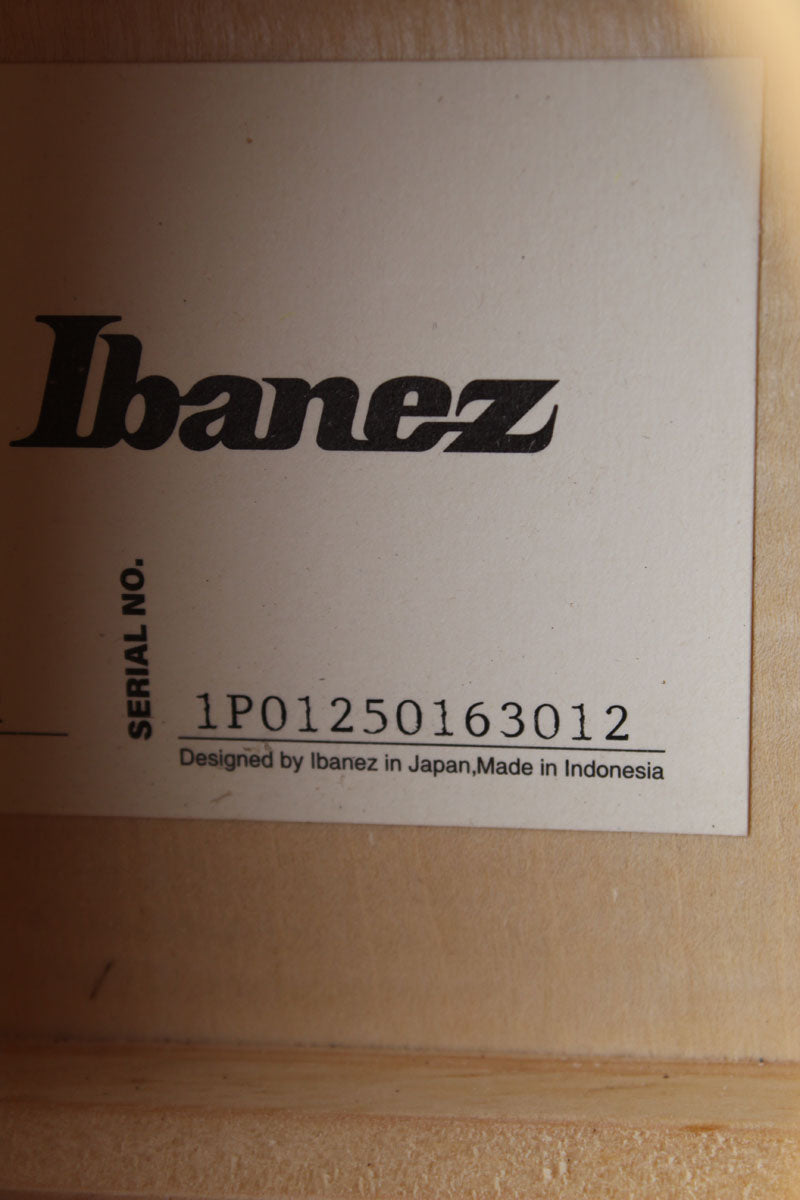 Ibanez
SERIAL NO.
1P01250163012
Designed by Ibanez in Japan,Made in Indonesia